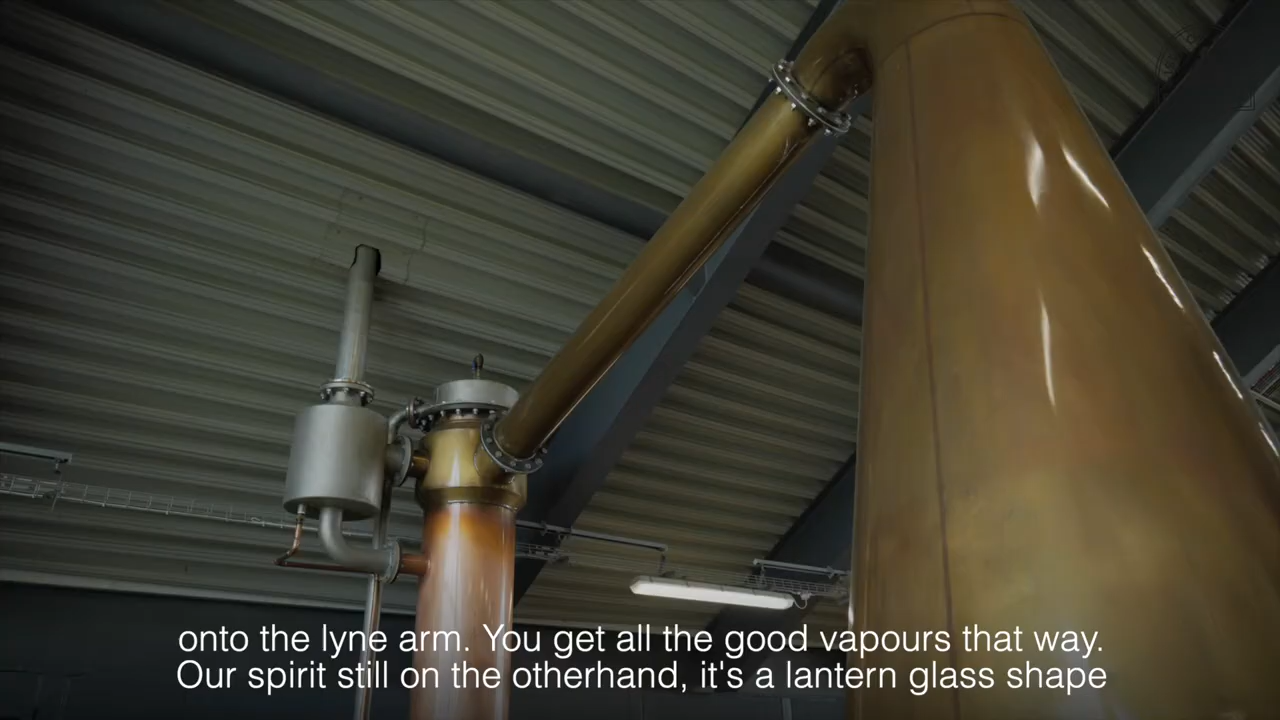 onto the lyne arm. You get all the good vapours that way.
Our spirit still on the otherhand, it's a lantern glass shape